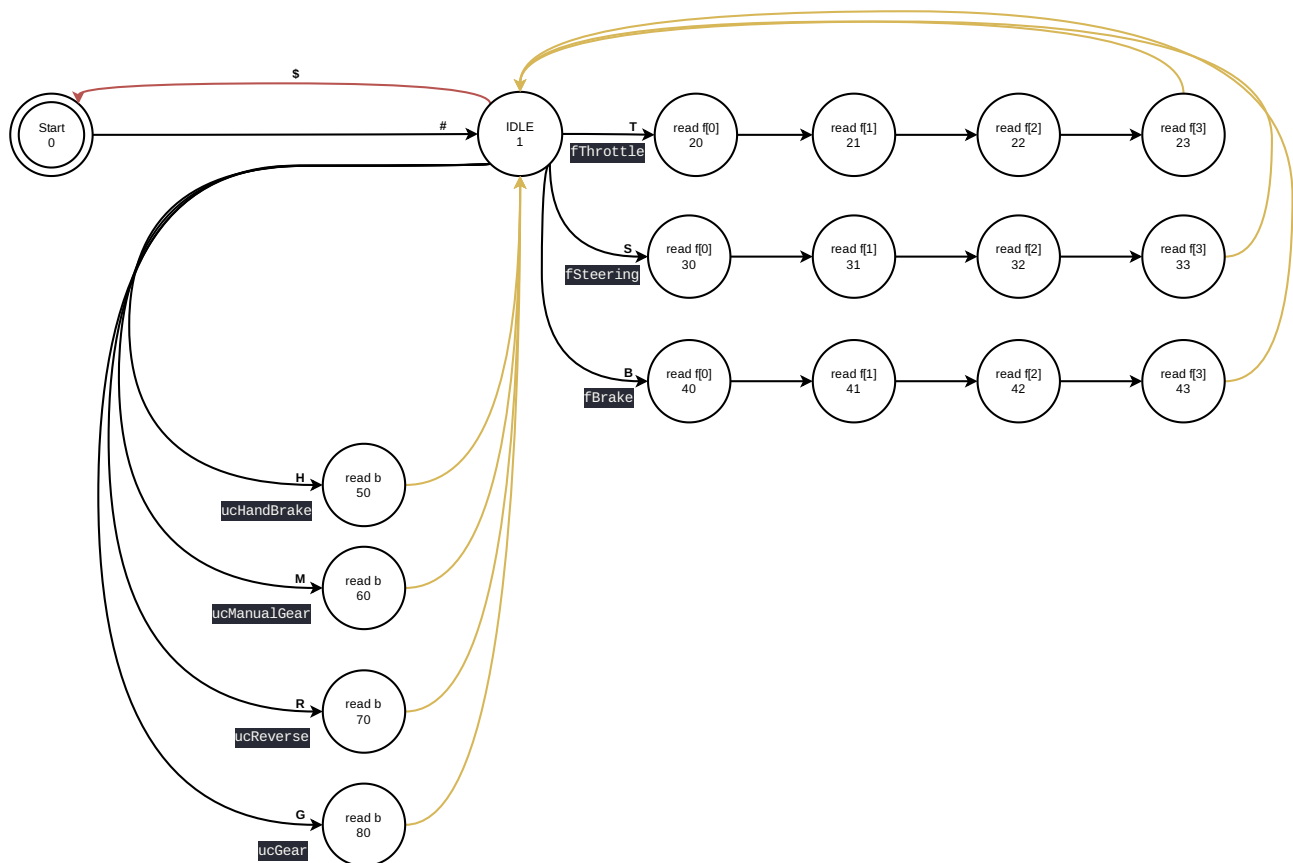 $
Start
0
#
IDLE
1
T
fThrottle
read f[0]
20
read f[1]
21
read f[2]
22
read f[3]
23
S
fSteering
read f[0]
30
read f[1]
31
read f[2]
32
read f[3]
33
B
fBrake
read f[0]
40
read f[1]
41
read f[2]
42
read f[3]
43
H
ucHandBrake
read b
50
M
ucManualGear
read b
60
R
ucReverse
read b
70
G
ucGear
read b
80